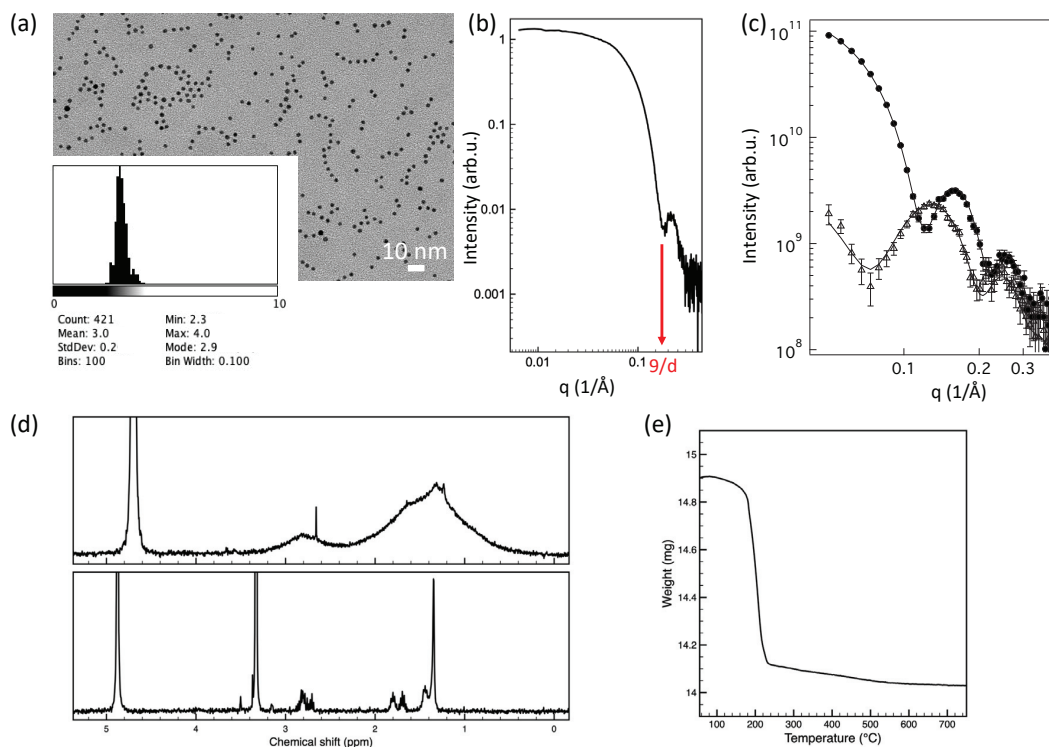 (a)
10 nm
0
10
Count: 421
Min: 2.3
Mean: 3.0
Max: 4.0
StdDev: 0.2
Mode: 2.9
Bins: 100
Bin Width: 0.100
(b)
Intensity (arb.u.)
1
0.1
0.01
0.001
0.01
0.1
9/d
q (1/Å)
(c)
Intensity (arb.u.)
10¹¹
10¹⁰
10⁹
10⁸
0.1
0.2
0.3
q (1/Å)
(d)
5
4
3
2
1
0
Chemical shift (ppm)
(e)
Weight (mg)
15
14.8
14.6
14.4
14.2
14
100
200
300
400
500
600
700
Temperature (°C)